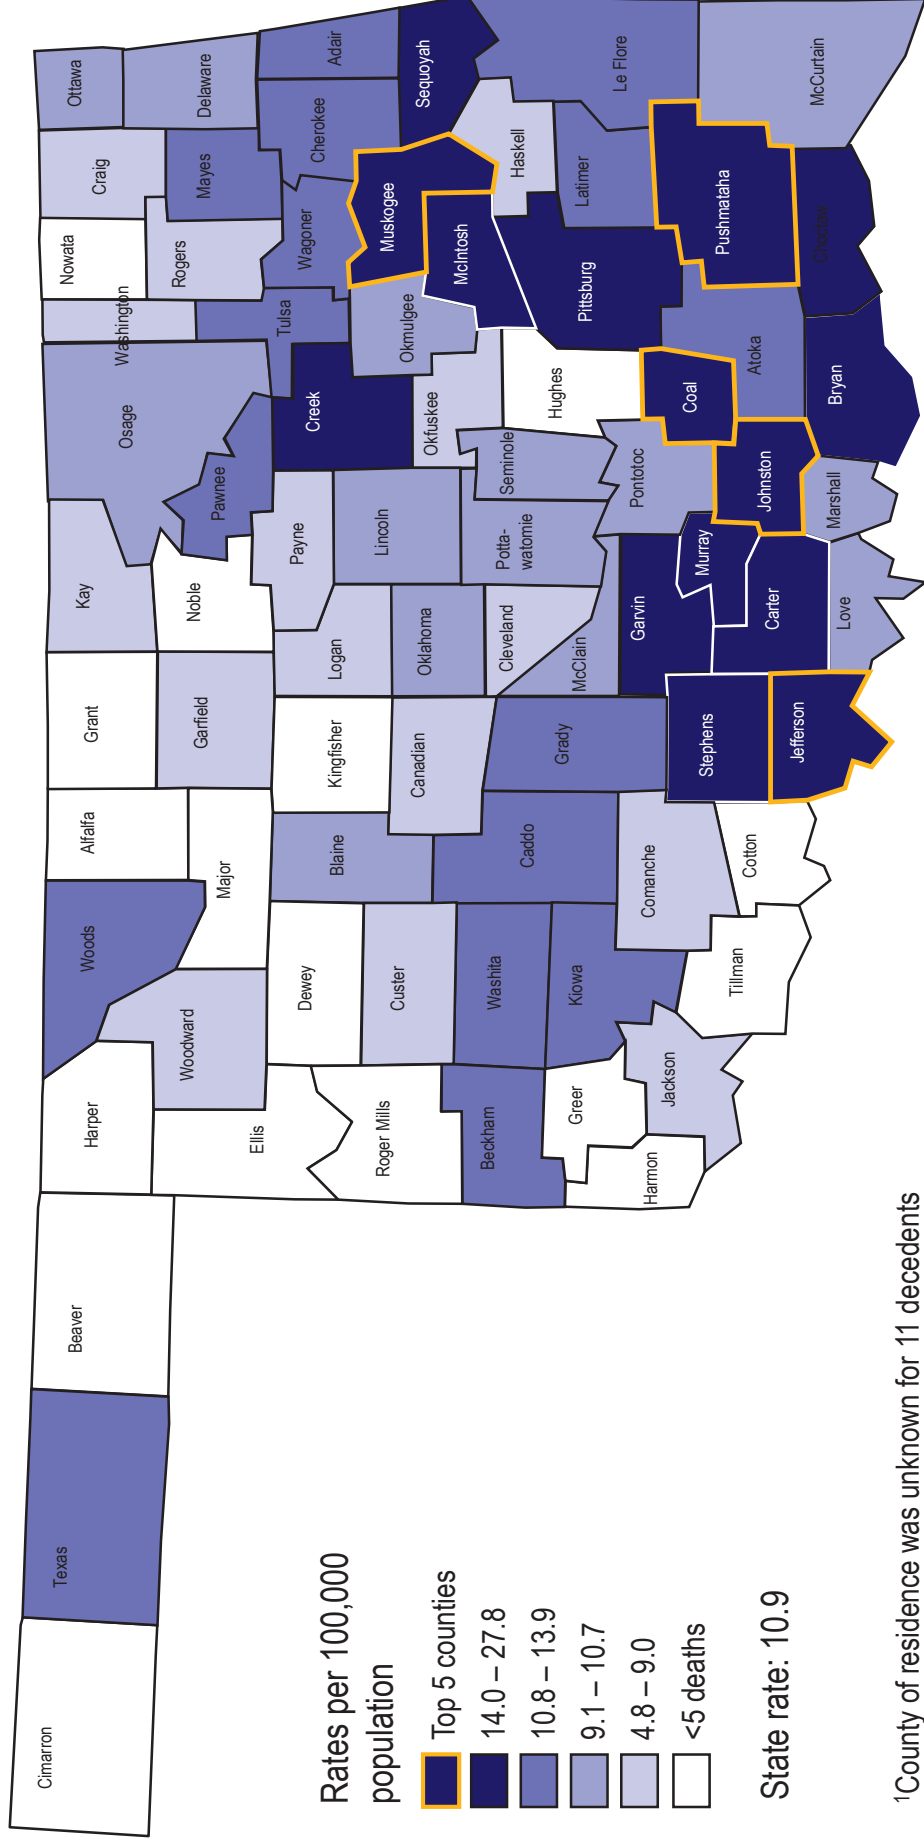 Cimarron
Texas
Beaver
Harper
Woods
Alfalfa
Grant
Kay
Osage
Washington
Nowata
Craig
Ottawa
Ellis
Woodward
Major
Garfield
Noble
Pawnee
Rogers
Mayes
Delaware
Roger Mills
Dewey
Blaine
Kingfisher
Logan
Payne
Creek
Tulsa
Wagoner
Cherokee
Adair
Custer
Canadian
Oklahoma
Lincoln
Okfuskee
Okmulgee
Muskogee
Sequoyah
Beckham
Washita
Caddo
Grady
Cleveland
Potta-
watomie
Seminole
McIntosh
Haskell
Greer
Kiowa
McClain
Hughes
Pittsburg
Latimer
Le Flore
Harmon
Jackson
Comanche
Stephens
Garvin
Pontotoc
Coal
Atoka
Pushmataha
McCurtain
Tillman
Cotton
Jefferson
Carter
Murray
Johnston
Love
Marshall
Bryan
Choctaw
Rates per 100,000
population
Top 5 counties
14.0 – 27.8
10.8 – 13.9
9.1 – 10.7
4.8 – 9.0
<5 deaths
State rate: 10.9
¹County of residence was unknown for 11 decedents